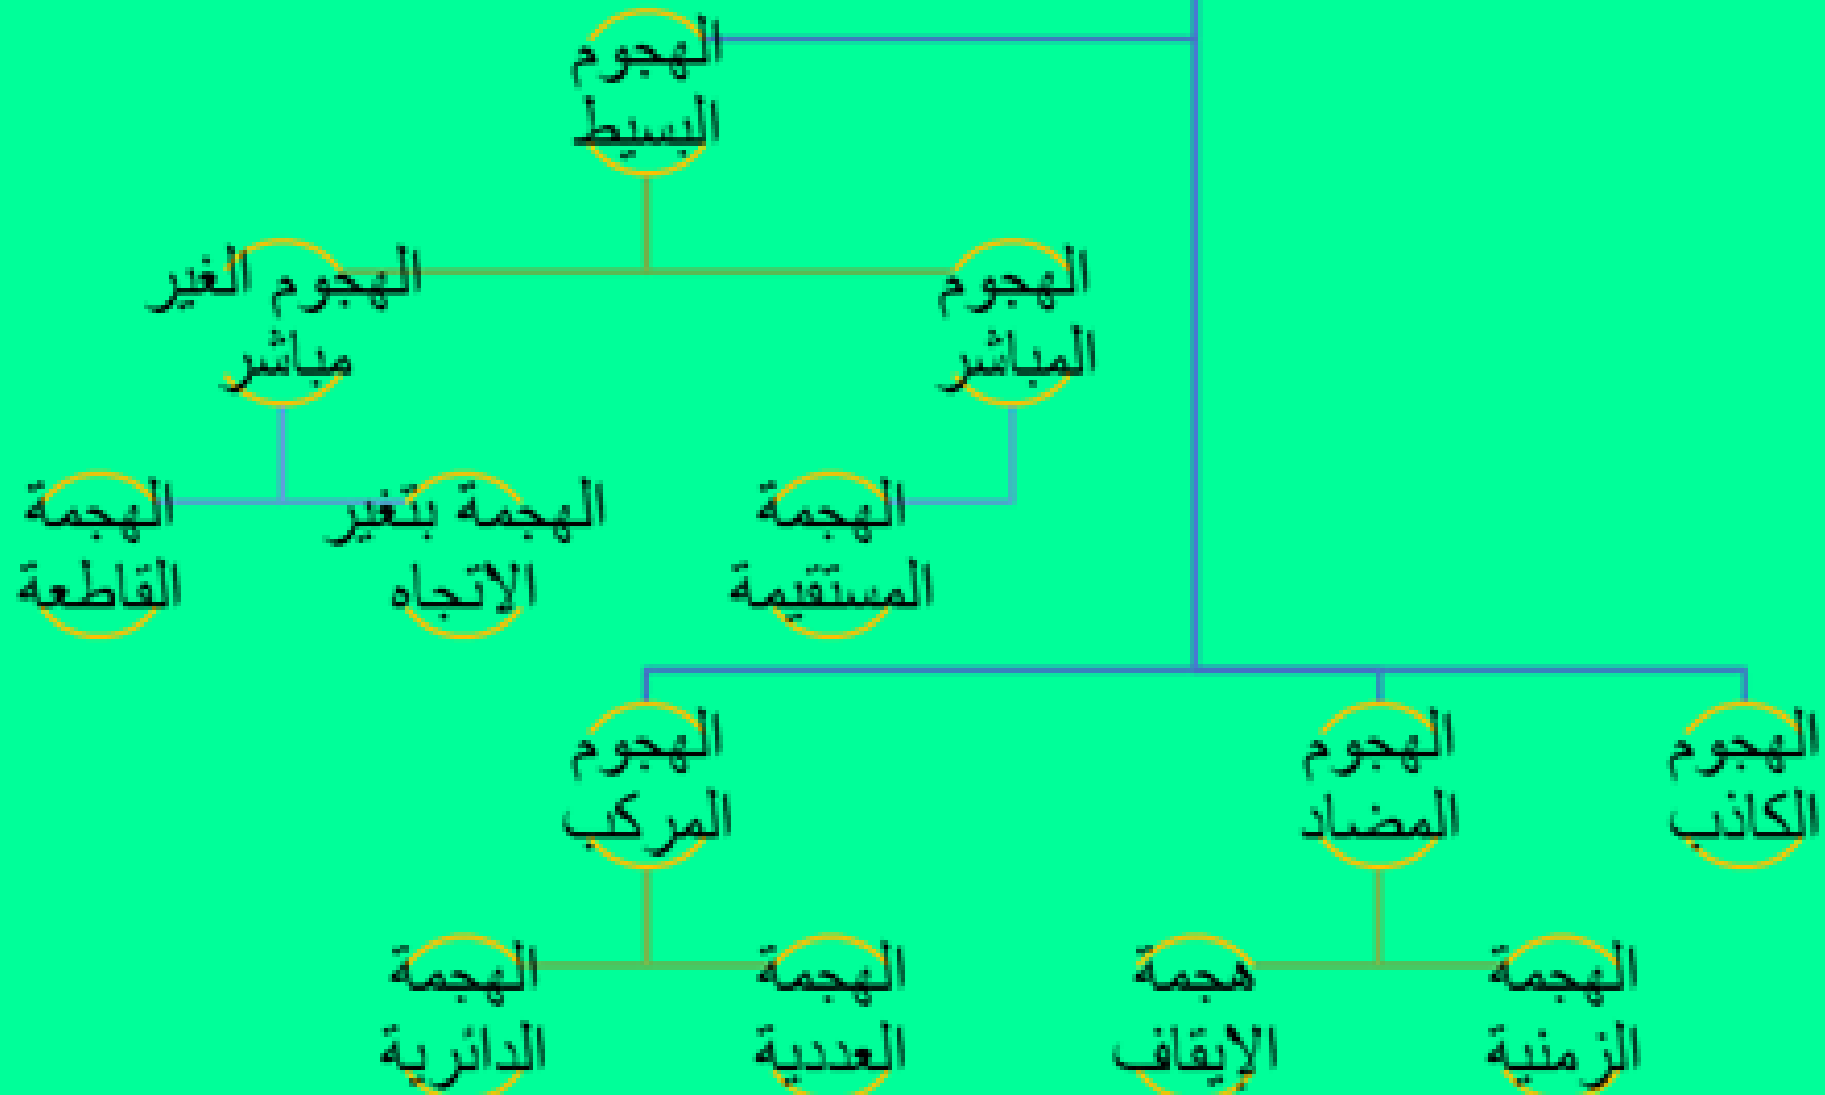 الهجوم
البسيط
الهجوم
المباشر
الهجوم الغير
مباشر
الهجمة
المستقيمة
الهجمة بتغير
الاتجاه
الهجمة
القاطعة
الهجوم
الكاذب
الهجوم
المضاد
الهجوم
المركب
الهجمة
الزمنية
هجمة
الإيقاف
الهجمة
العددية
الهجمة
الدائرية